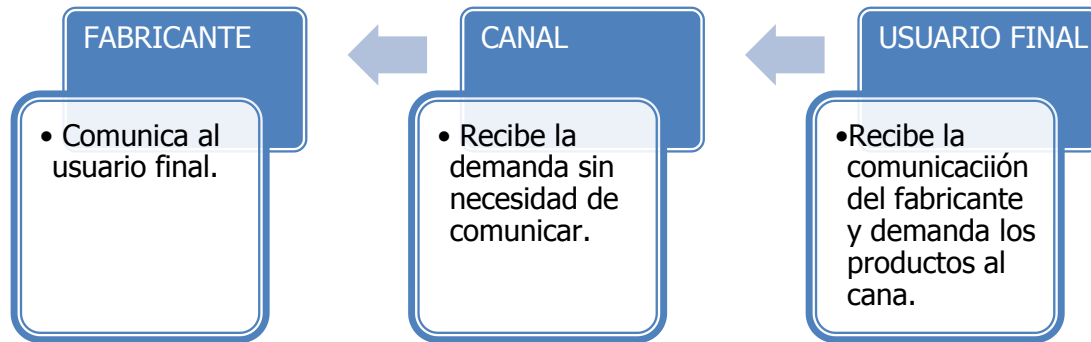 FABRICANTE
• Comunica al
usuario final.
CANAL
• Recibe la
demanda sin
necesidad de
comunicar.
USUARIO FINAL
•Recibe la
comunicaciión
del fabricante
y demanda los
productos al
cana.